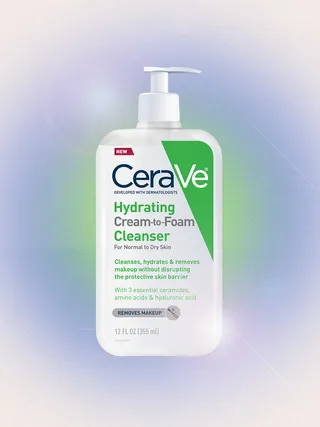 NEW
CeraVe®
DEVELOPED WITH DERMATOLOGISTS
Hydrating
Cream-to-Foam
Cleanser
For Normal to Dry Skin
Cleanses, hydrates & removes
makeup without disrupting
the protective skin barrier
With 3 essential ceramides,
amino acids & hyaluronic acid
REMOVES MAKEUP
12 FL OZ (355 ml)